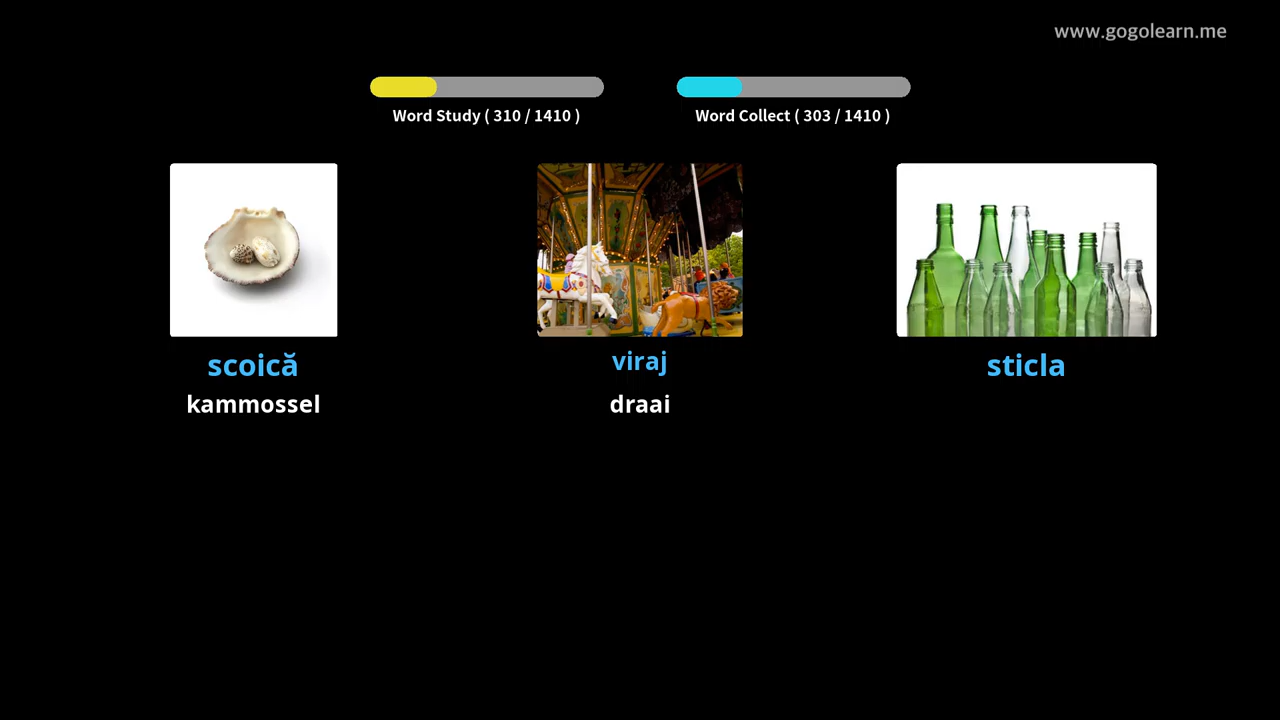 www.gogolearn.me
Word Study ( 310 / 1410 )
Word Collect ( 303 / 1410 )
scoică
viraj
sticla
kammossel
draai